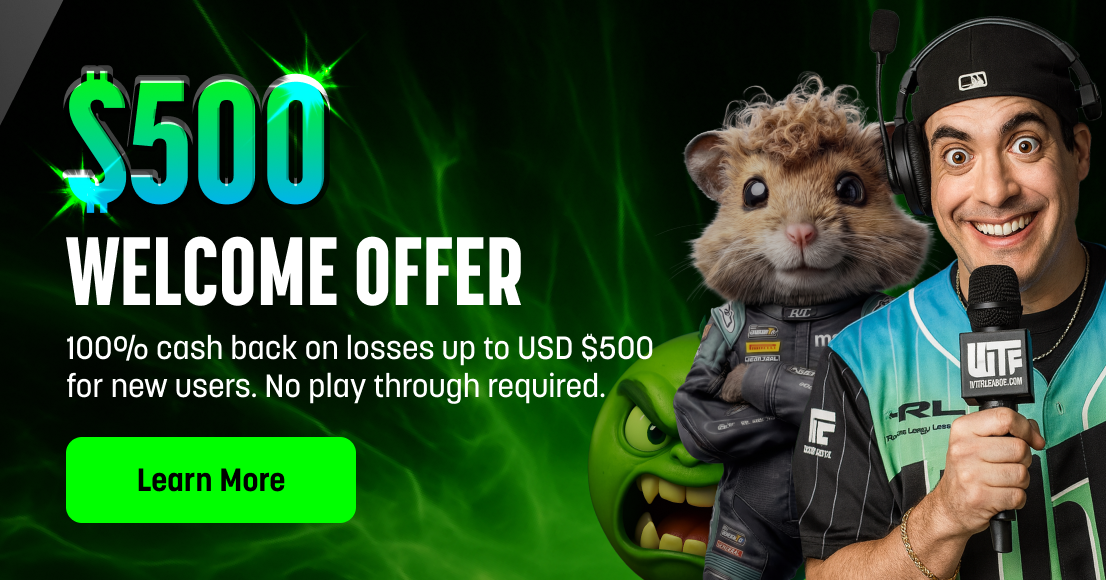 $500
WELCOME OFFER
100% cash back on losses up to USD $500
for new users. No play through required.
Learn More
WTF
RL